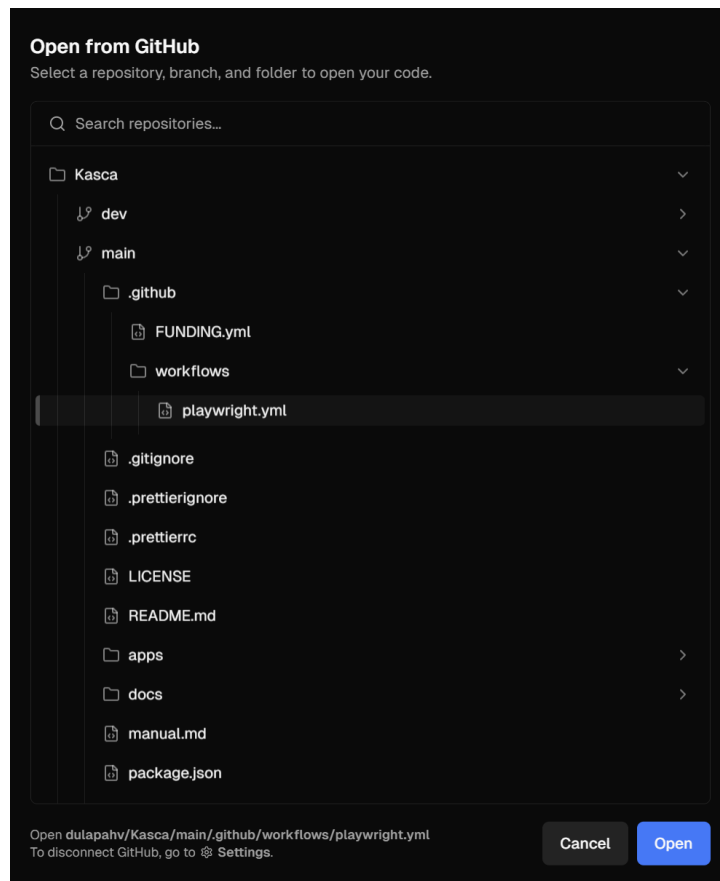 Open from GitHub
Select a repository, branch, and folder to open your code.
Search repositories...
Kasca
dev
main
.github
FUNDING.yml
workflows
playwright.yml
.gitignore
.prettierignore
.prettierrc
LICENSE
README.md
apps
docs
manual.md
package.json
Open dulapahv/Kasca/main/.github/workflows/playwright.yml
To disconnect GitHub, go to Settings.
Cancel
Open